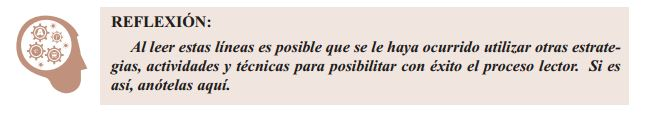 REFLEXIÓN:
Al leer estas líneas es posible que se le haya ocurrido utilizar otras estrate-
gias, actividades y técnicas para posibilitar con éxito el proceso lector. Si es
así, anótelas aquí.